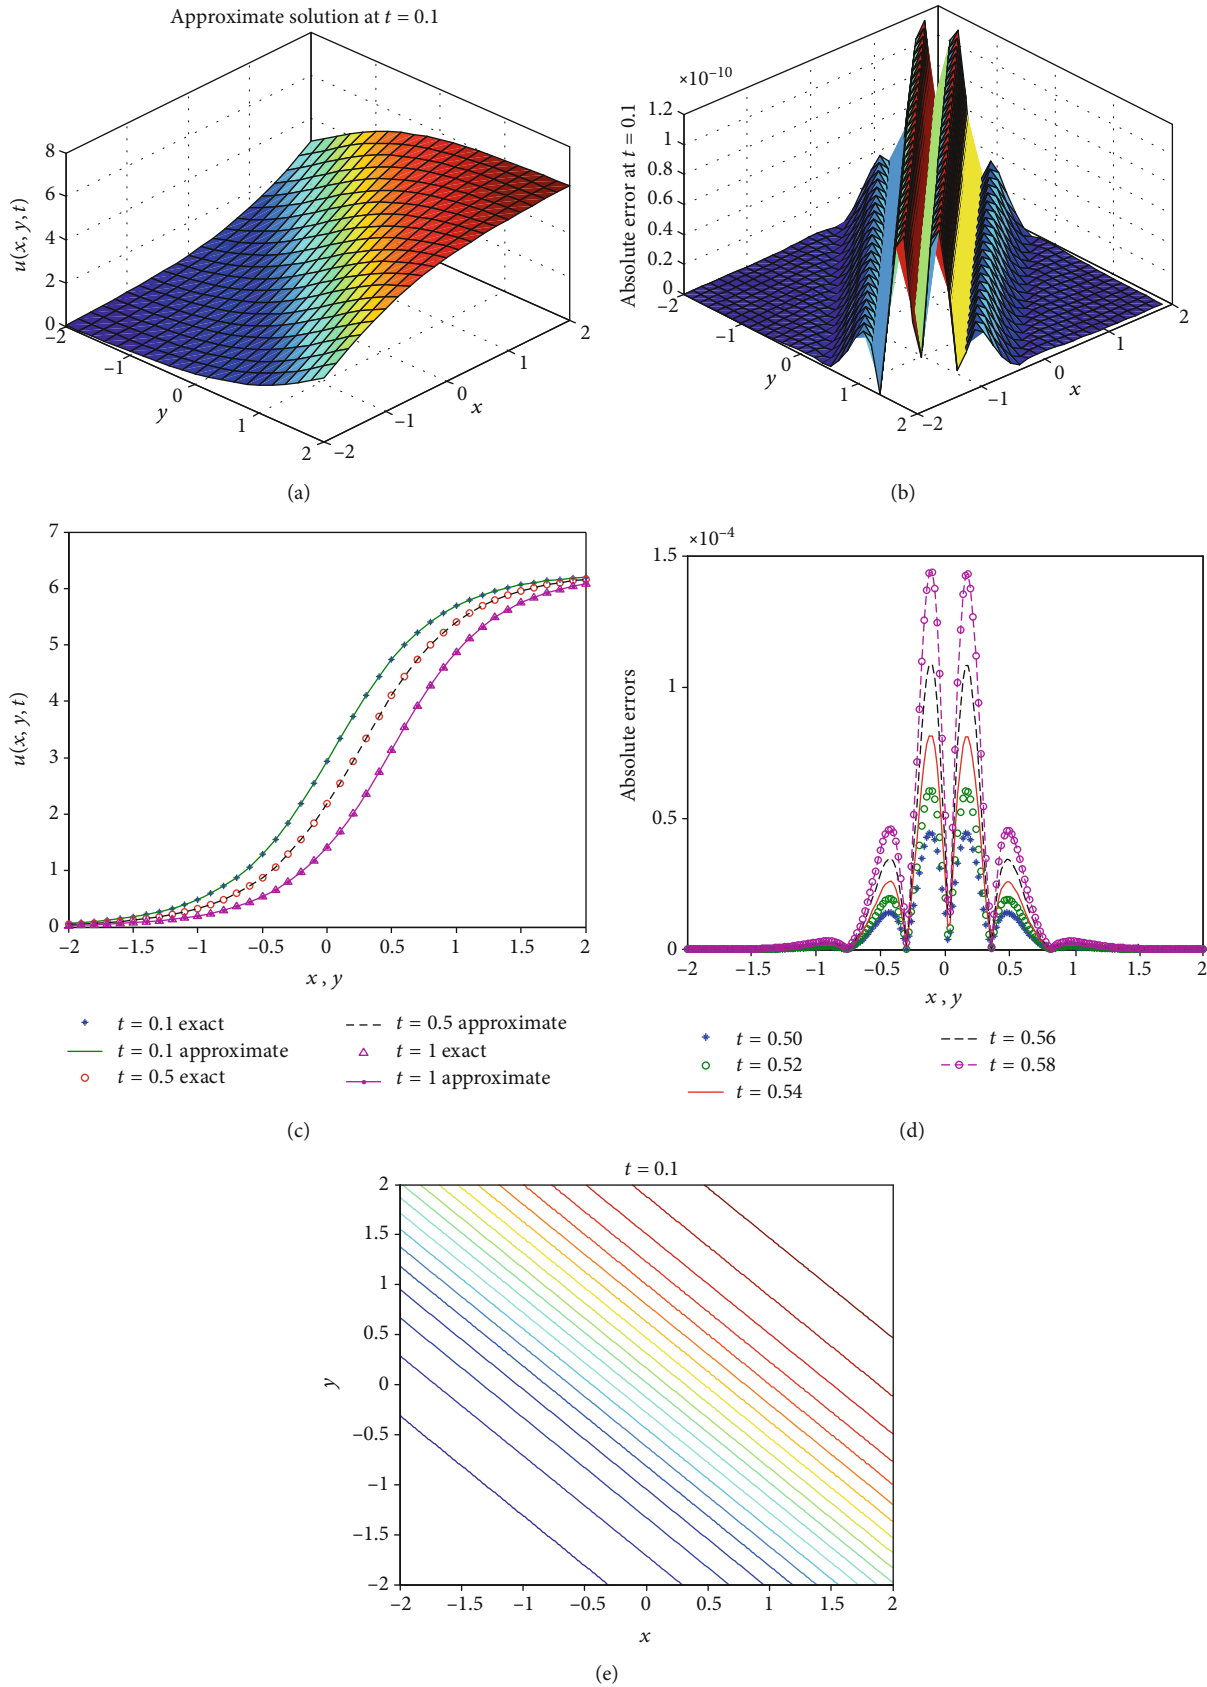 Approximate solution at t = 0.1
u(x, y, t)
8
6
4
2
0
−2
−1
0
1
2
y
−2
−1
0
1
2
x
(a)
×10−10
Absolute error at t = 0.1
1.2
1
0.8
0.6
0.4
0.2
0
−2
−1
0
1
2
y
−2
−1
0
1
2
x
(b)
u(x, y, t)
7
6
5
4
3
2
1
0
−2 −1.5 −1 −0.5 0 0.5 1 1.5 2
x , y
t = 0.1 exact
t = 0.1 approximate
t = 0.5 exact
t = 0.5 approximate
t = 1 exact
t = 1 approximate
(c)
×10−4
Absolute errors
1.5
1
0.5
0
−2 −1.5 −1 −0.5 0 0.5 1 1.5 2
x , y
t = 0.50
t = 0.52
t = 0.54
t = 0.56
t = 0.58
(d)
t = 0.1
y
2
1.5
1
0.5
0
−0.5
−1
−1.5
−2
−2 −1.5 −1 −0.5 0 0.5 1 1.5 2
x
(e)